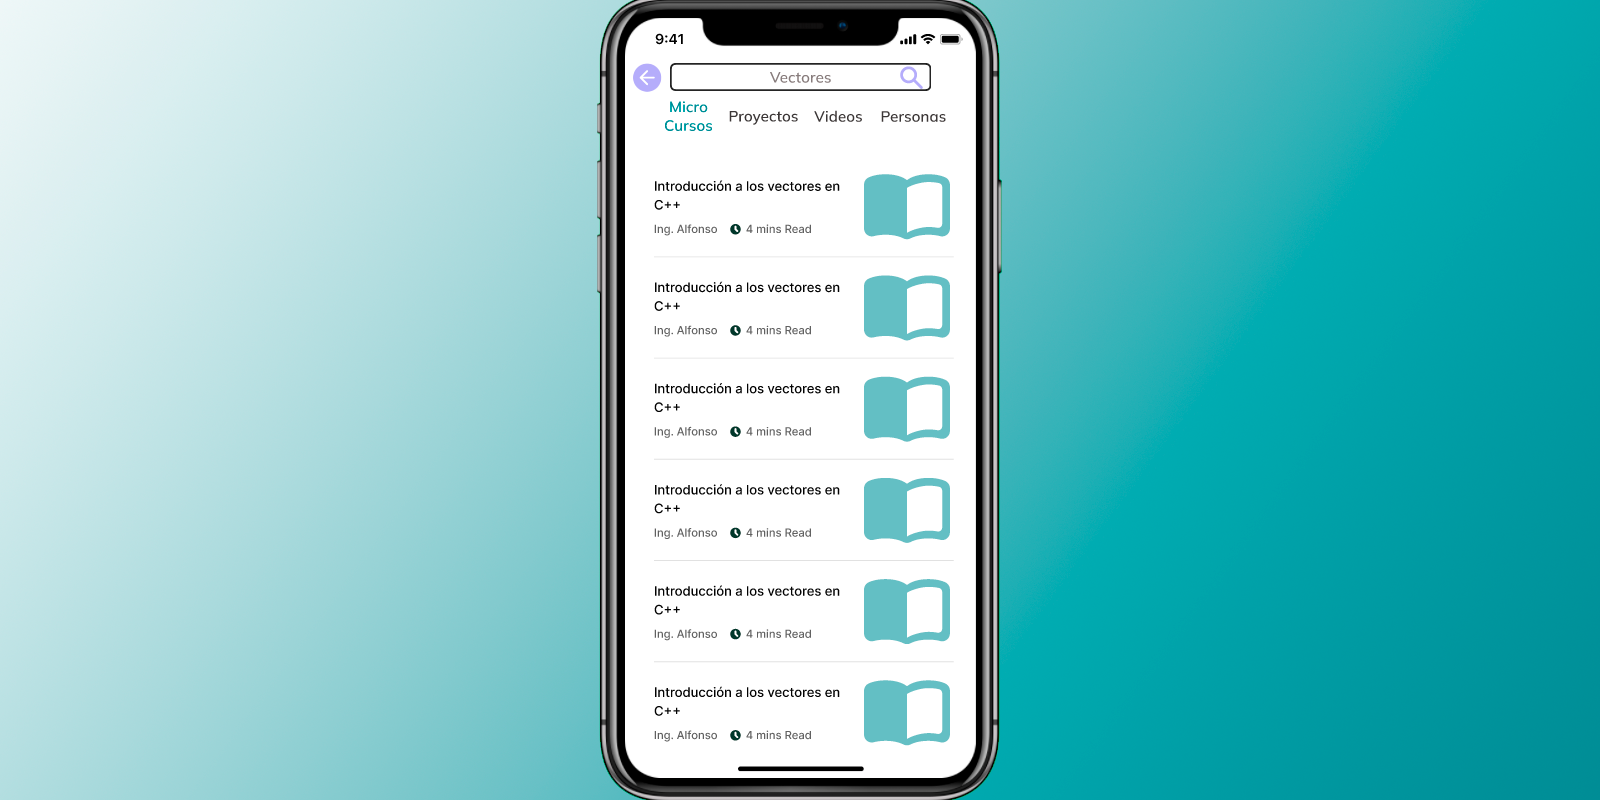 9:41
Vectores
Micro
Cursos
Proyectos
Videos
Personas
Introducción a los vectores en
C++
Ing. Alfonso 4 mins Read
Introducción a los vectores en
C++
Ing. Alfonso 4 mins Read
Introducción a los vectores en
C++
Ing. Alfonso 4 mins Read
Introducción a los vectores en
C++
Ing. Alfonso 4 mins Read
Introducción a los vectores en
C++
Ing. Alfonso 4 mins Read
Introducción a los vectores en
C++
Ing. Alfonso 4 mins Read